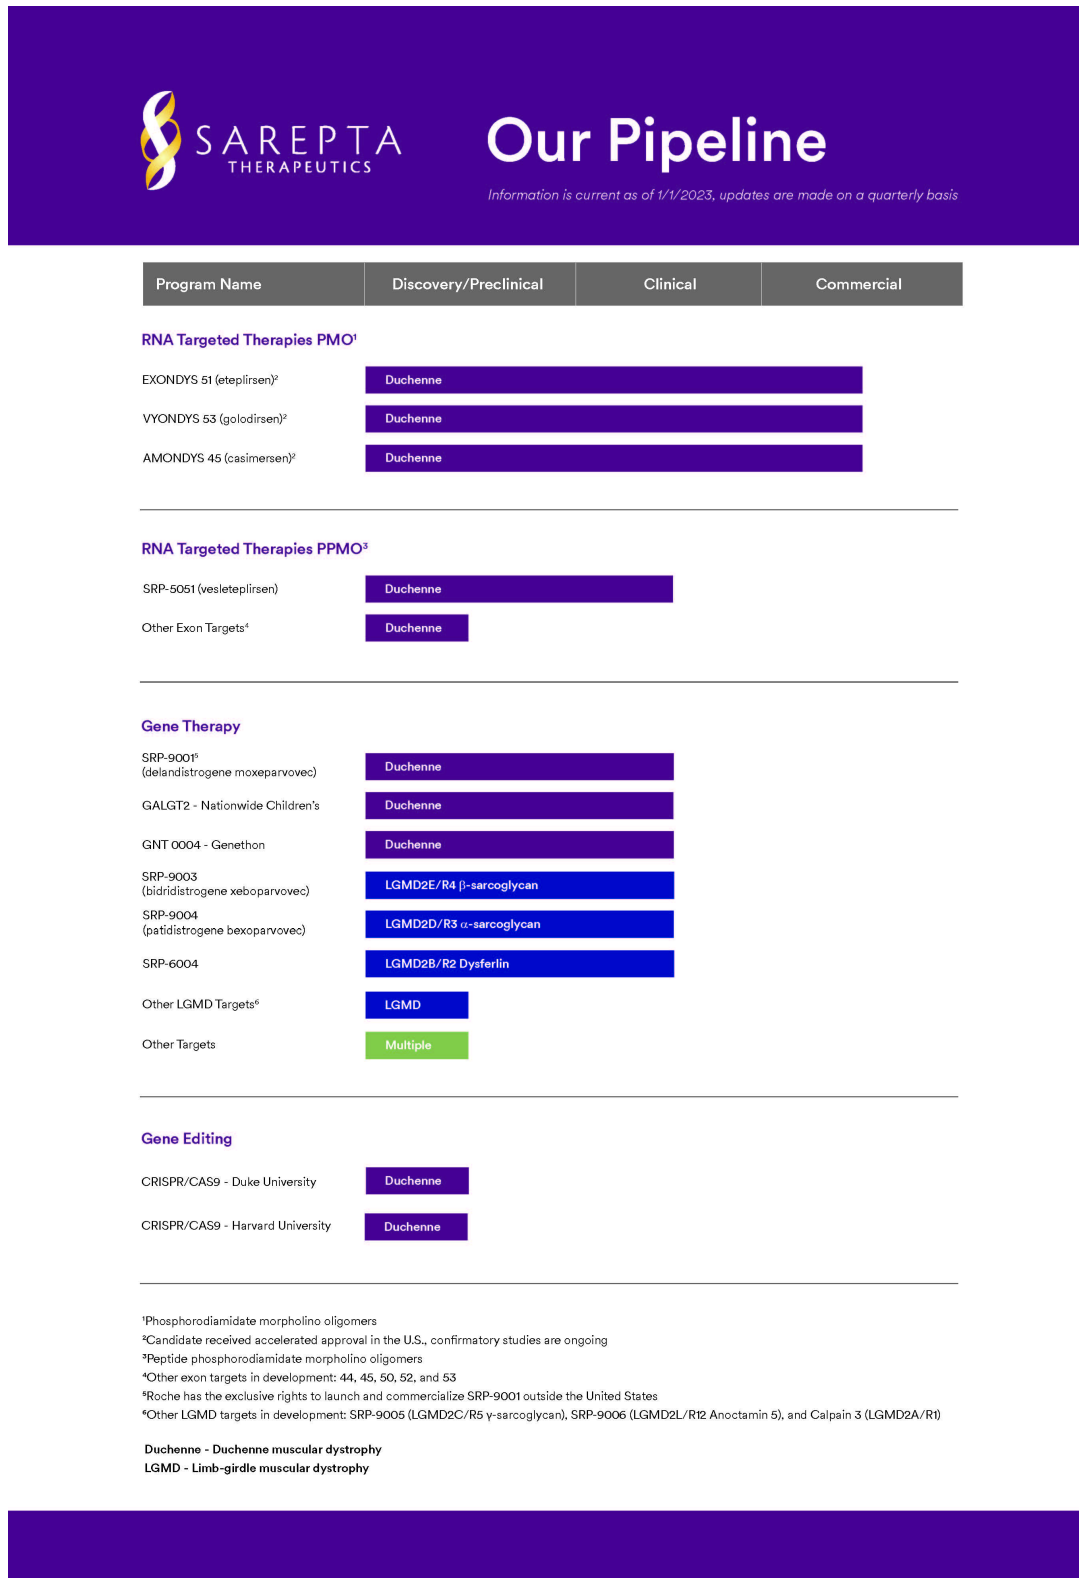 SAREPTA
THERAPEUTICS
Our Pipeline
Information is current as of 1/1/2023, updates are made on a quarterly basis
Program Name Discovery/Preclinical Clinical Commercial
RNA Targeted Therapies PMO¹
EXONDYS 51 (eteplirsen)² Duchenne
VYONDYS 53 (golodirsen)² Duchenne
AMONDYS 45 (casimersen)² Duchenne
RNA Targeted Therapies PPMO³
SRP-5051 (vesleteplirsen) Duchenne
Other Exon Targets⁴ Duchenne
Gene Therapy
SRP-9001⁵
(delandistrogene moxeparvovec) Duchenne
GALGT2 - Nationwide Children's Duchenne
GNT 0004 - Genethon Duchenne
SRP-9003
(bidridistrogene xeboparvovec) LGMD2E/R4 β-sarcoglycan
SRP-9004
(patidistrogene bexoparvovec) LGMD2D/R3 α-sarcoglycan
SRP-6004 LGMD2B/R2 Dysferlin
Other LGMD Targets⁶ LGMD
Other Targets Multiple
Gene Editing
CRISPR/CAS9 - Duke University Duchenne
CRISPR/CAS9 - Harvard University Duchenne
¹Phosphorodiamidate morpholino oligomers
²Candidate received accelerated approval in the U.S., confirmatory studies are ongoing
³Peptide phosphorodiamidate morpholino oligomers
⁴Other exon targets in development: 44, 45, 50, 52, and 53
⁵Roche has the exclusive rights to launch and commercialize SRP-9001 outside the United States
⁶Other LGMD targets in development: SRP-9005 (LGMD2C/R5 γ-sarcoglycan), SRP-9006 (LGMD2L/R12 Anoctamin 5), and Calpain 3 (LGMD2A/R1)
Duchenne - Duchenne muscular dystrophy
LGMD - Limb-girdle muscular dystrophy